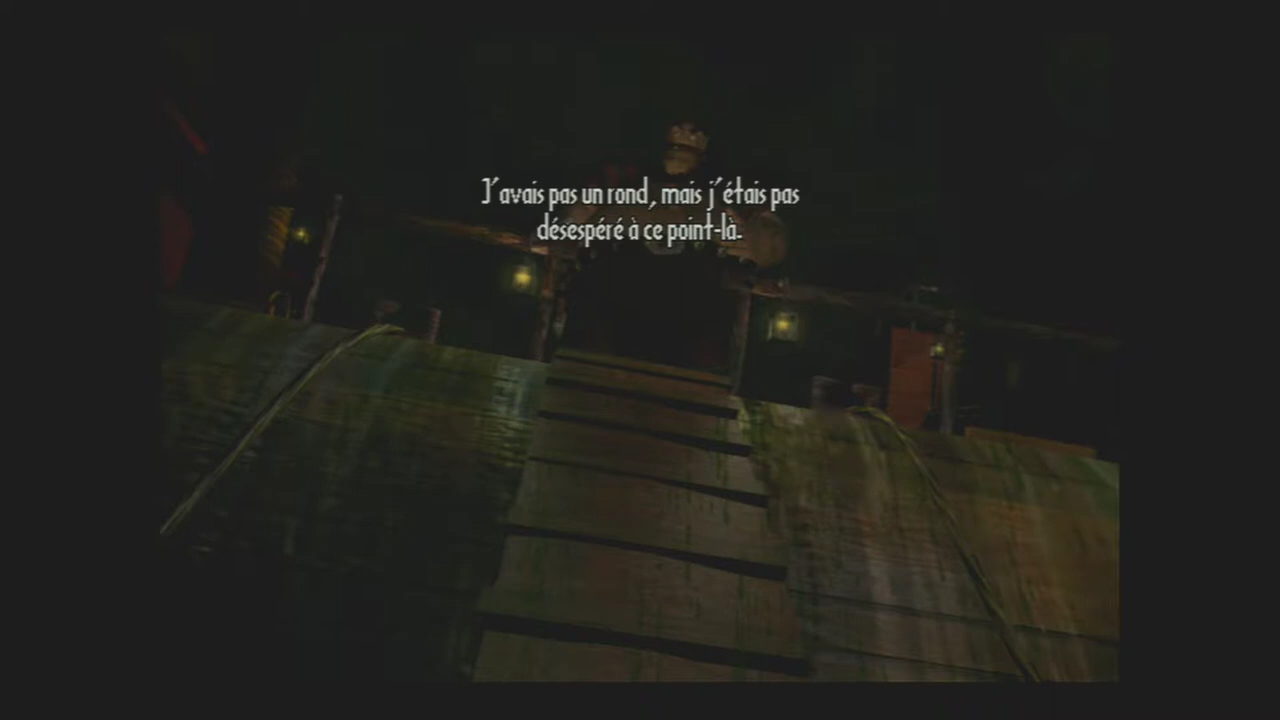 J'avais pas un rond, mais j'étais pas
désespéré à ce point-là.